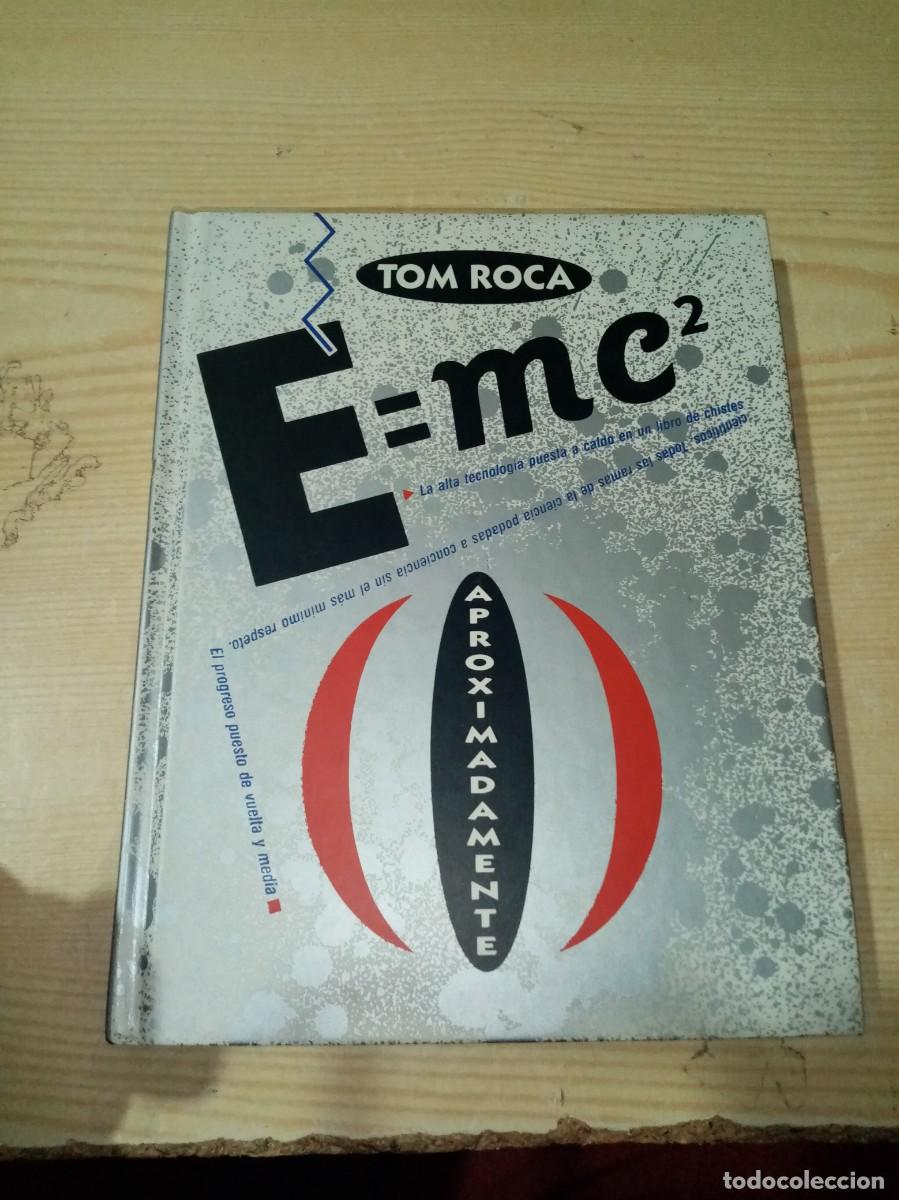 TOM ROCA
E=mc²
La alta tecnología puesta a caldo en un libro de chistes
científicos. Todas las ramas de la ciencia podadas a conciencia sin el más mínimo respeto.
El progreso puesto de vuelta y media
(APROXIMADAMENTE)
todocoleccion